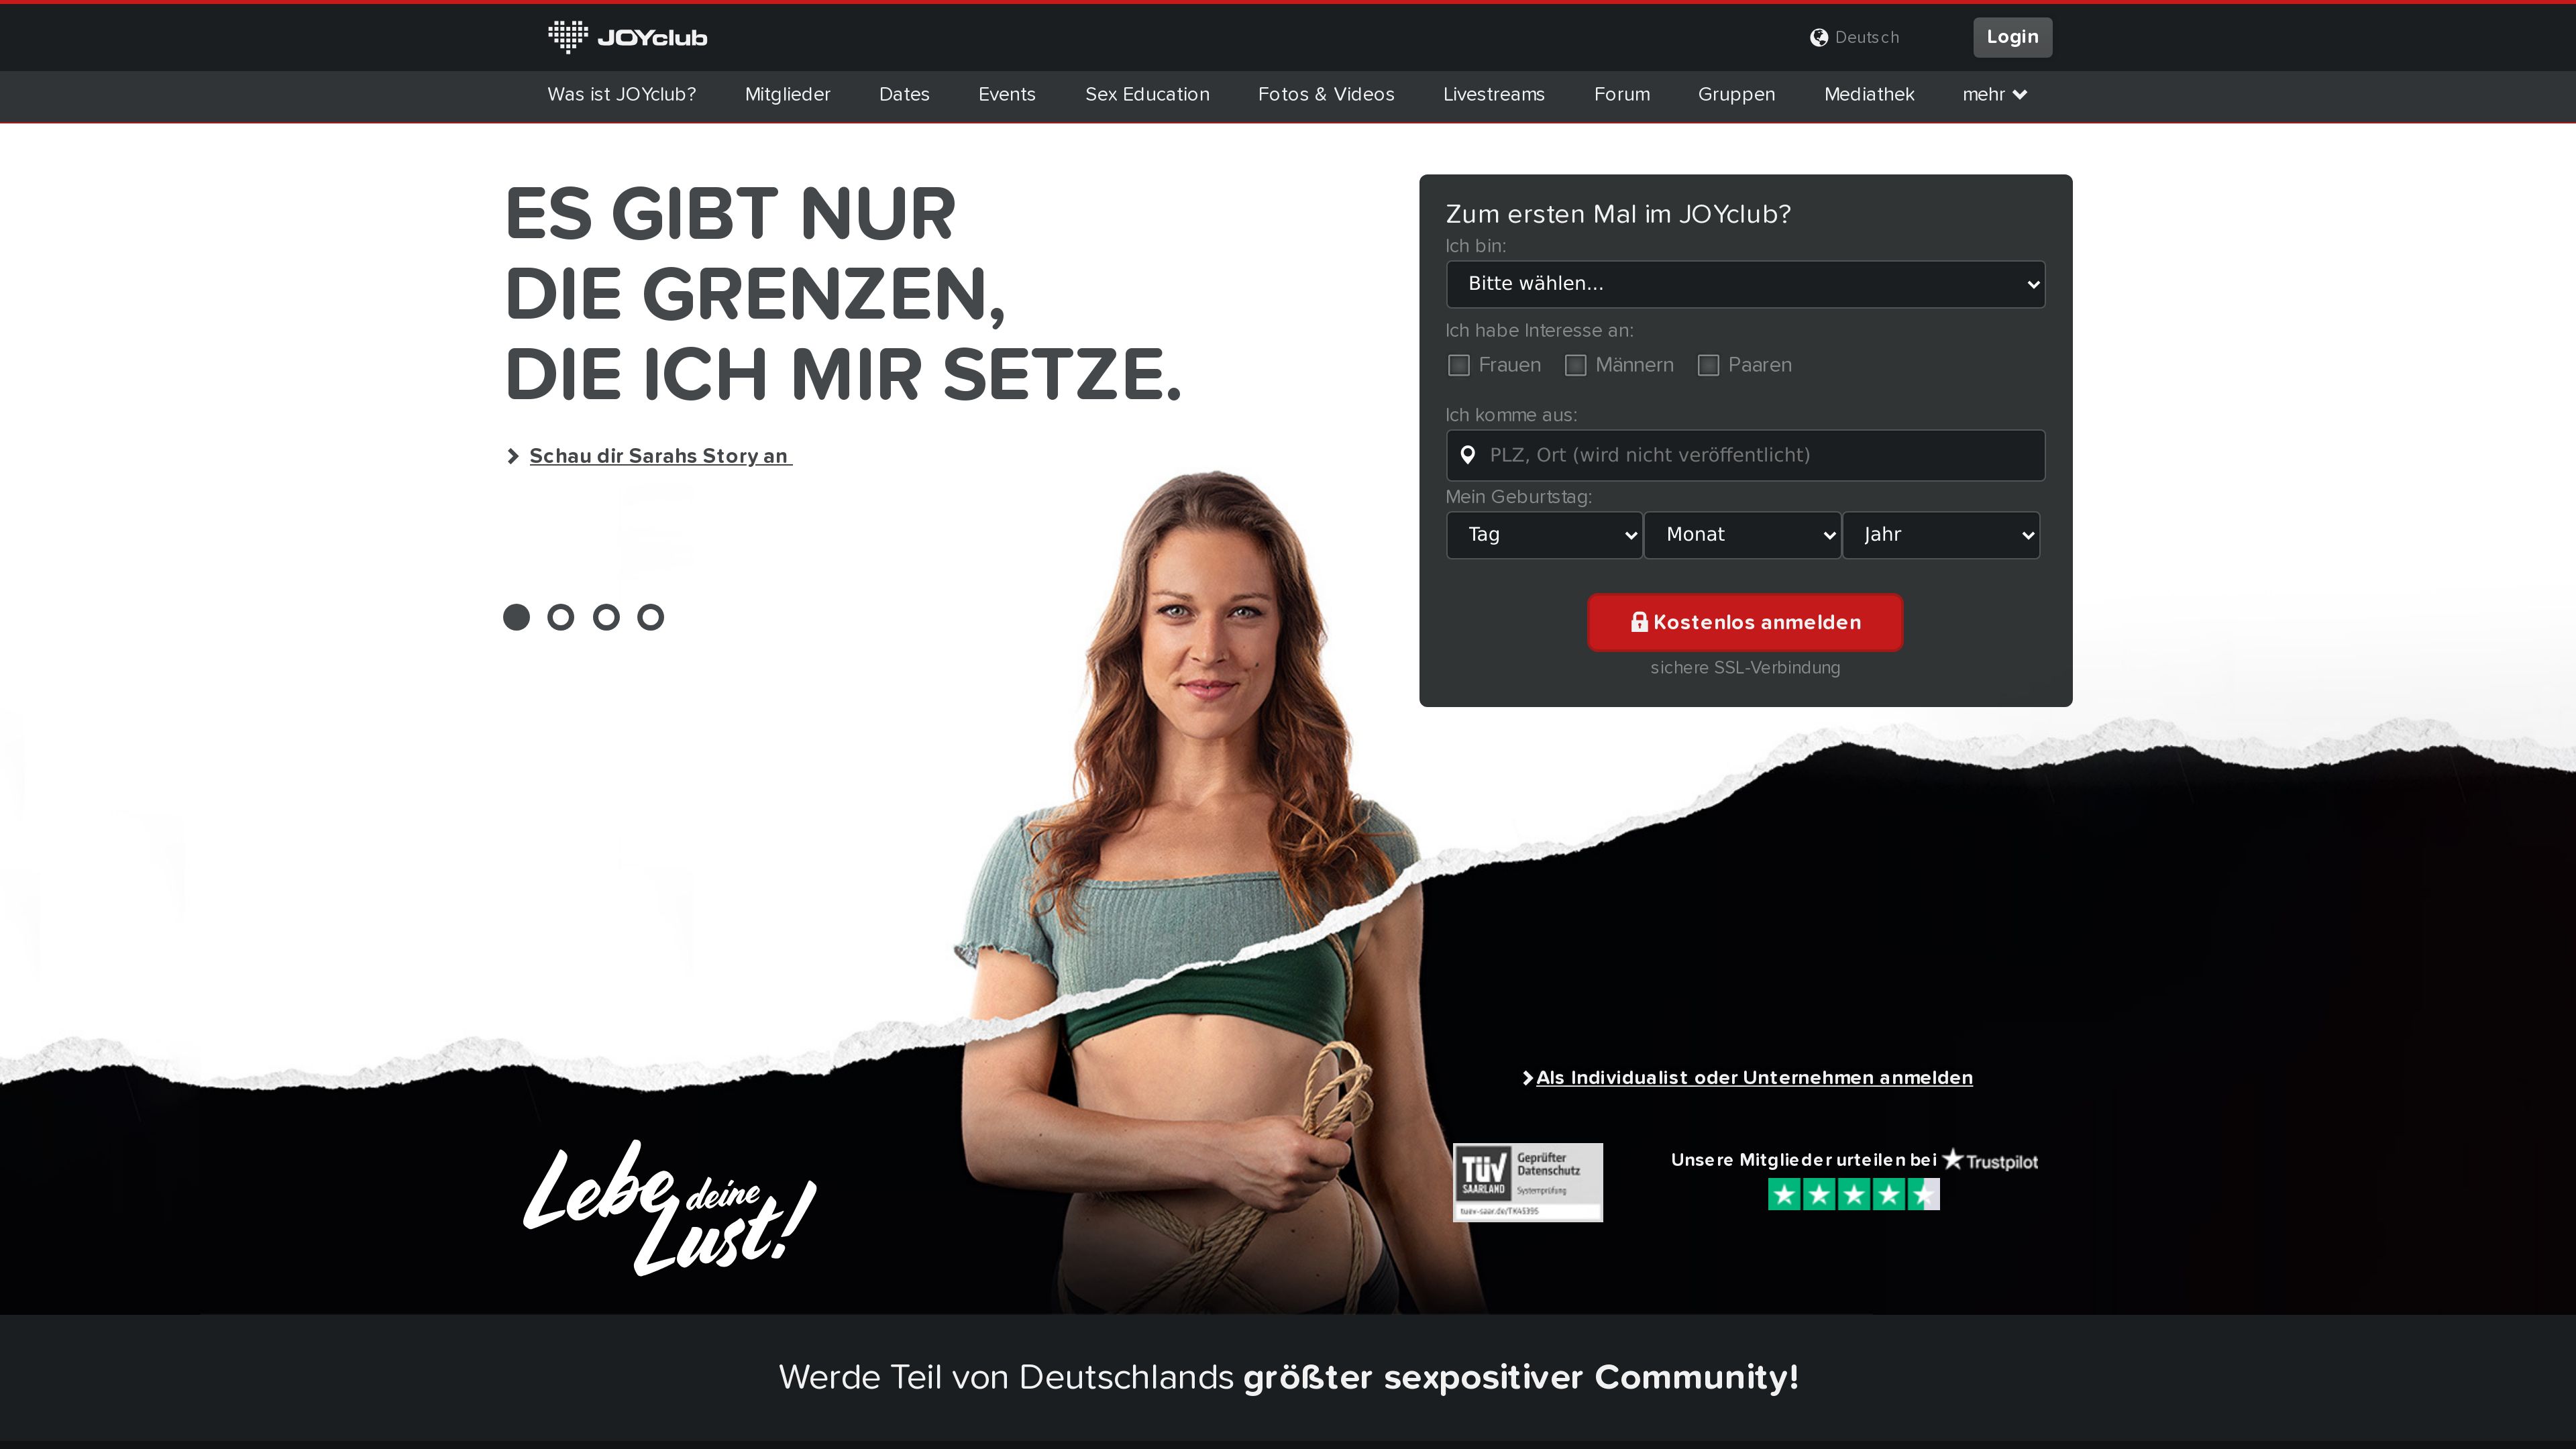 JOYclub
Deutsch
Login
Was ist JOYclub?
Mitglieder
Dates
Events
Sex Education
Fotos & Videos
Livestreams
Forum
Gruppen
Mediathek
mehr
ES GIBT NUR
DIE GRENZEN,
DIE ICH MIR SETZE.
Schau dir Sarahs Story an
Zum ersten Mal im JOYclub?
Ich bin:
Bitte wählen...
Ich habe Interesse an:
Frauen
Männern
Paaren
Ich komme aus:
PLZ, Ort (wird nicht veröffentlicht)
Mein Geburtstag:
Tag
Monat
Jahr
Kostenlos anmelden
sichere SSL-Verbindung
Als Individualist oder Unternehmen anmelden
Lebe deine
Lust!
TÜV
SAARLAND
Geprüfter
Datenschutz
Systemprüfung
tuev-saar.de/TK45395
Unsere Mitglieder urteilen bei Trustpilot
Werde Teil von Deutschlands größter sexpositiver Community!